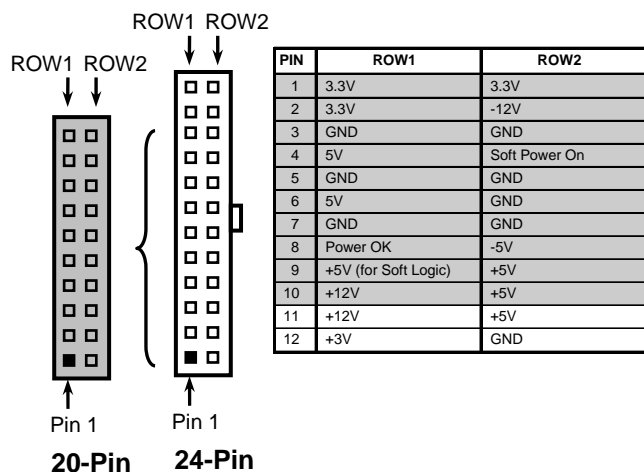 ROW1 ROW2
ROW1 ROW2
Pin 1
Pin 1
20-Pin
24-Pin
PIN ROW1 ROW2
1 3.3V 3.3V
2 3.3V -12V
3 GND GND
4 5V Soft Power On
5 GND GND
6 5V GND
7 GND GND
8 Power OK -5V
9 +5V (for Soft Logic) +5V
10 +12V +5V
11 +12V +5V
12 +3V GND